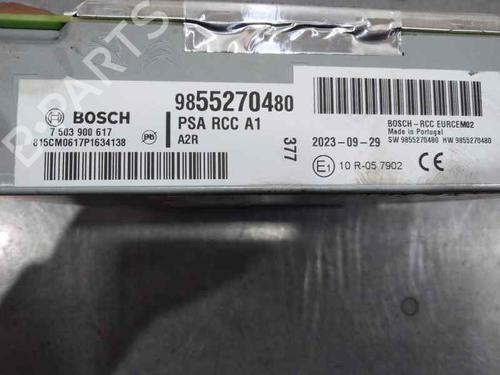 BOSCH
7 503 900 617
815CM0617P1634138
Pb
9855270480
PSA RCC A1
A2R
377
2023-09-29
E1 10 R-05 7902
BOSCH-RCC EURCEM02
Made in Portugal
SW 9855270480 HW 9855270480
CE
B-PARTS